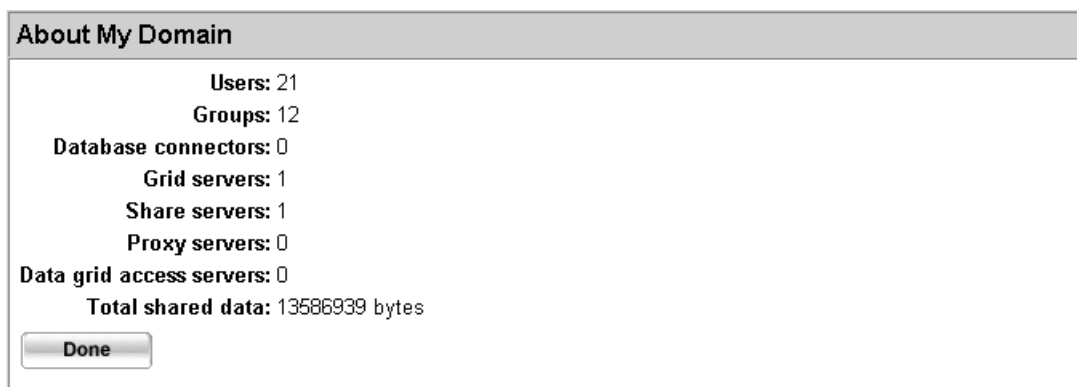 About My Domain
Users: 21
Groups: 12
Database connectors: 0
Grid servers: 1
Share servers: 1
Proxy servers: 0
Data grid access servers: 0
Total shared data: 13586939 bytes
Done